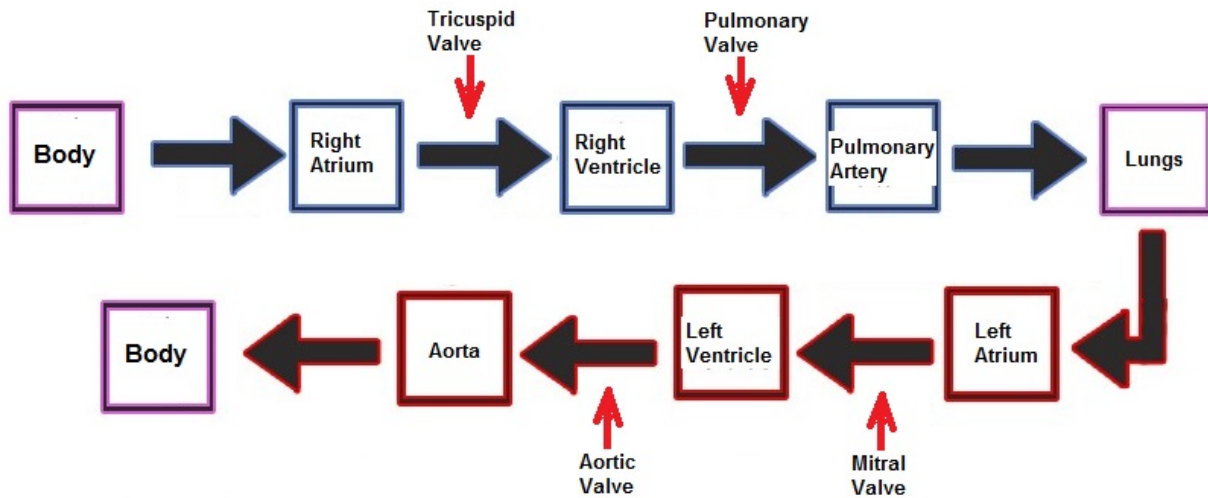 Tricuspid
Valve
Pulmonary
Valve
Body
Right
Atrium
Right
Ventricle
Pulmonary
Artery
Lungs
Body
Aorta
Left
Ventricle
Left
Atrium
Aortic
Valve
Mitral
Valve